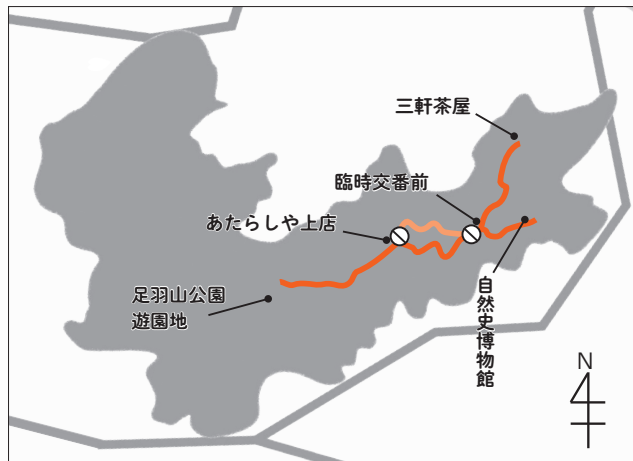 三軒茶屋
臨時交番前
あたらしや上店
足羽山公園
遊園地
自然史博物館
N